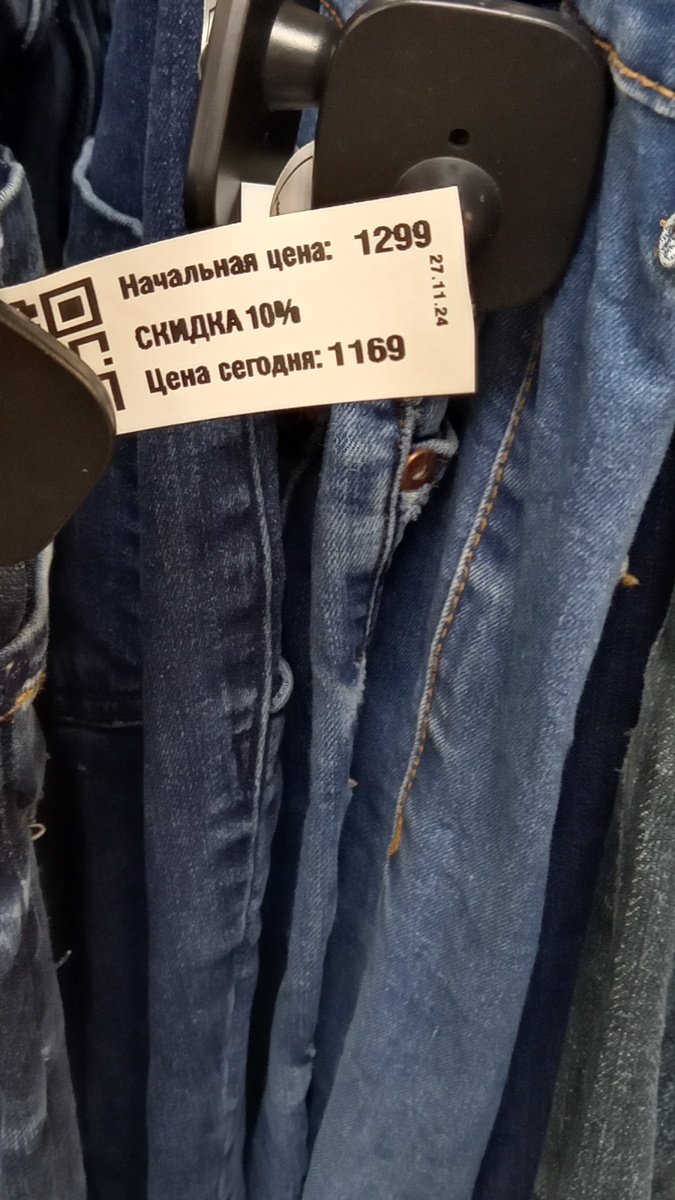 Начальная цена: 1299
СКИДКА 10%
Цена сегодня: 1169
27.11.24